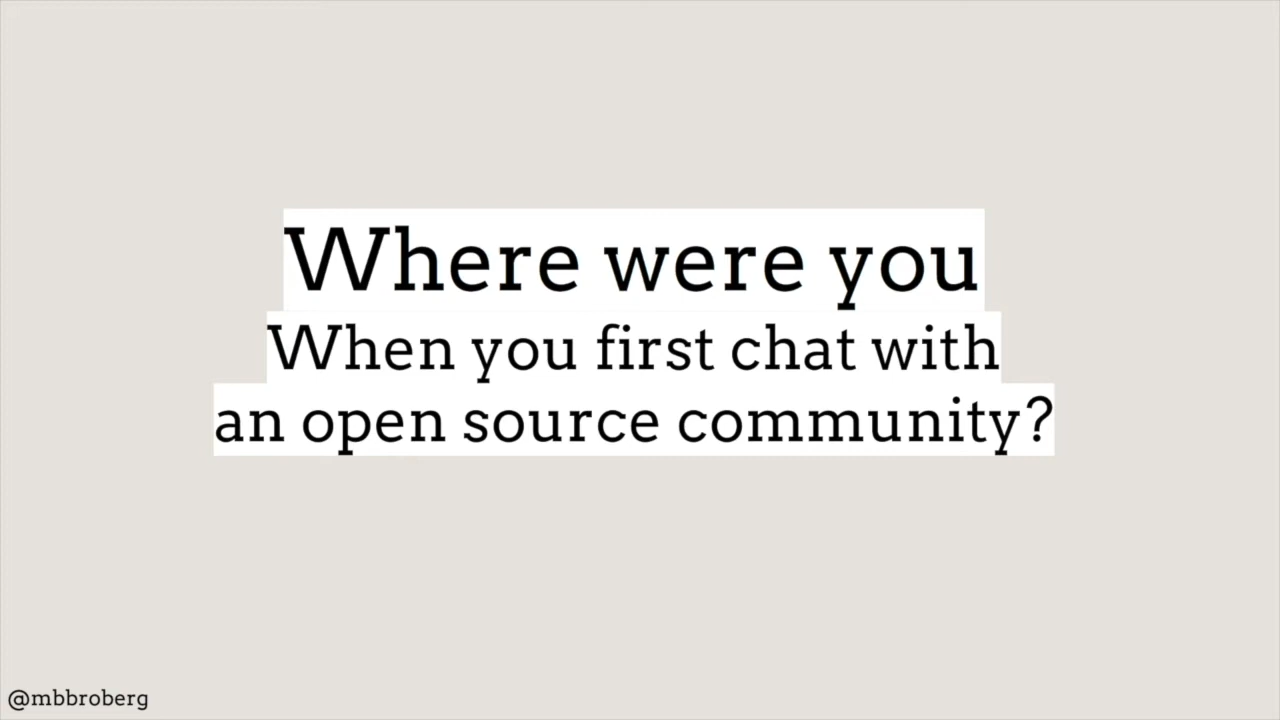 Where were you
When you first chat with
an open source community?
@mbbroberg